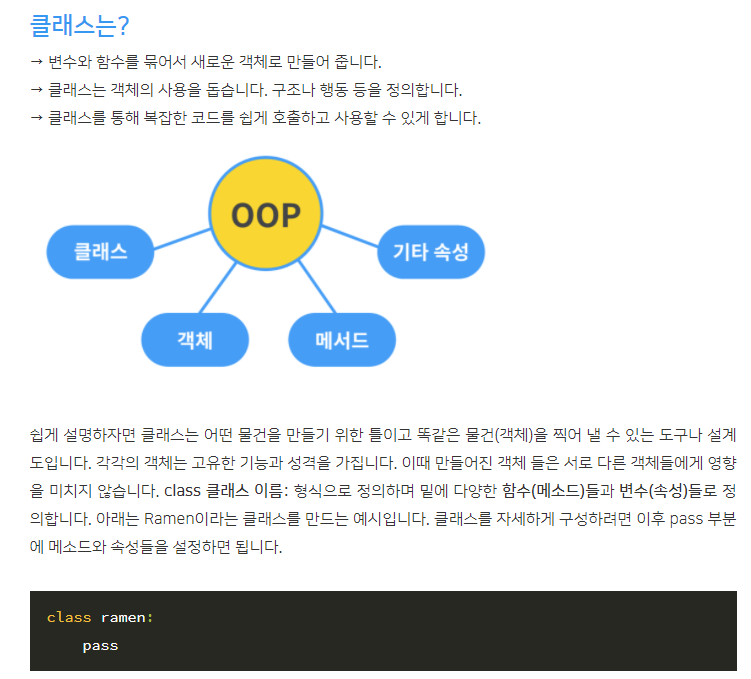 클래스는?
→ 변수와 함수를 묶어서 새로운 객체로 만들어 줍니다.
→ 클래스는 객체의 사용을 돕습니다. 구조나 행동 등을 정의합니다.
→ 클래스를 통해 복잡한 코드를 쉽게 호출하고 사용할 수 있게 합니다.
OOP
클래스
기타 속성
객체
메서드
쉽게 설명하자면 클래스는 어떤 물건을 만들기 위한 틀이고 똑같은 물건(객체)을 찍어 낼 수 있는 도구나 설계
도입니다. 각각의 객체는 고유한 기능과 성격을 가집니다. 이때 만들어진 객체 들은 서로 다른 객체들에게 영향
을 미치지 않습니다. class 클래스 이름: 형식으로 정의하며 밑에 다양한 함수(메소드)들과 변수(속성)들로 정
의합니다. 아래는 Ramen이라는 클래스를 만드는 예시입니다. 클래스를 자세하게 구성하려면 이후 pass 부분
에 메소드와 속성들을 설정하면 됩니다.
class ramen:
    pass